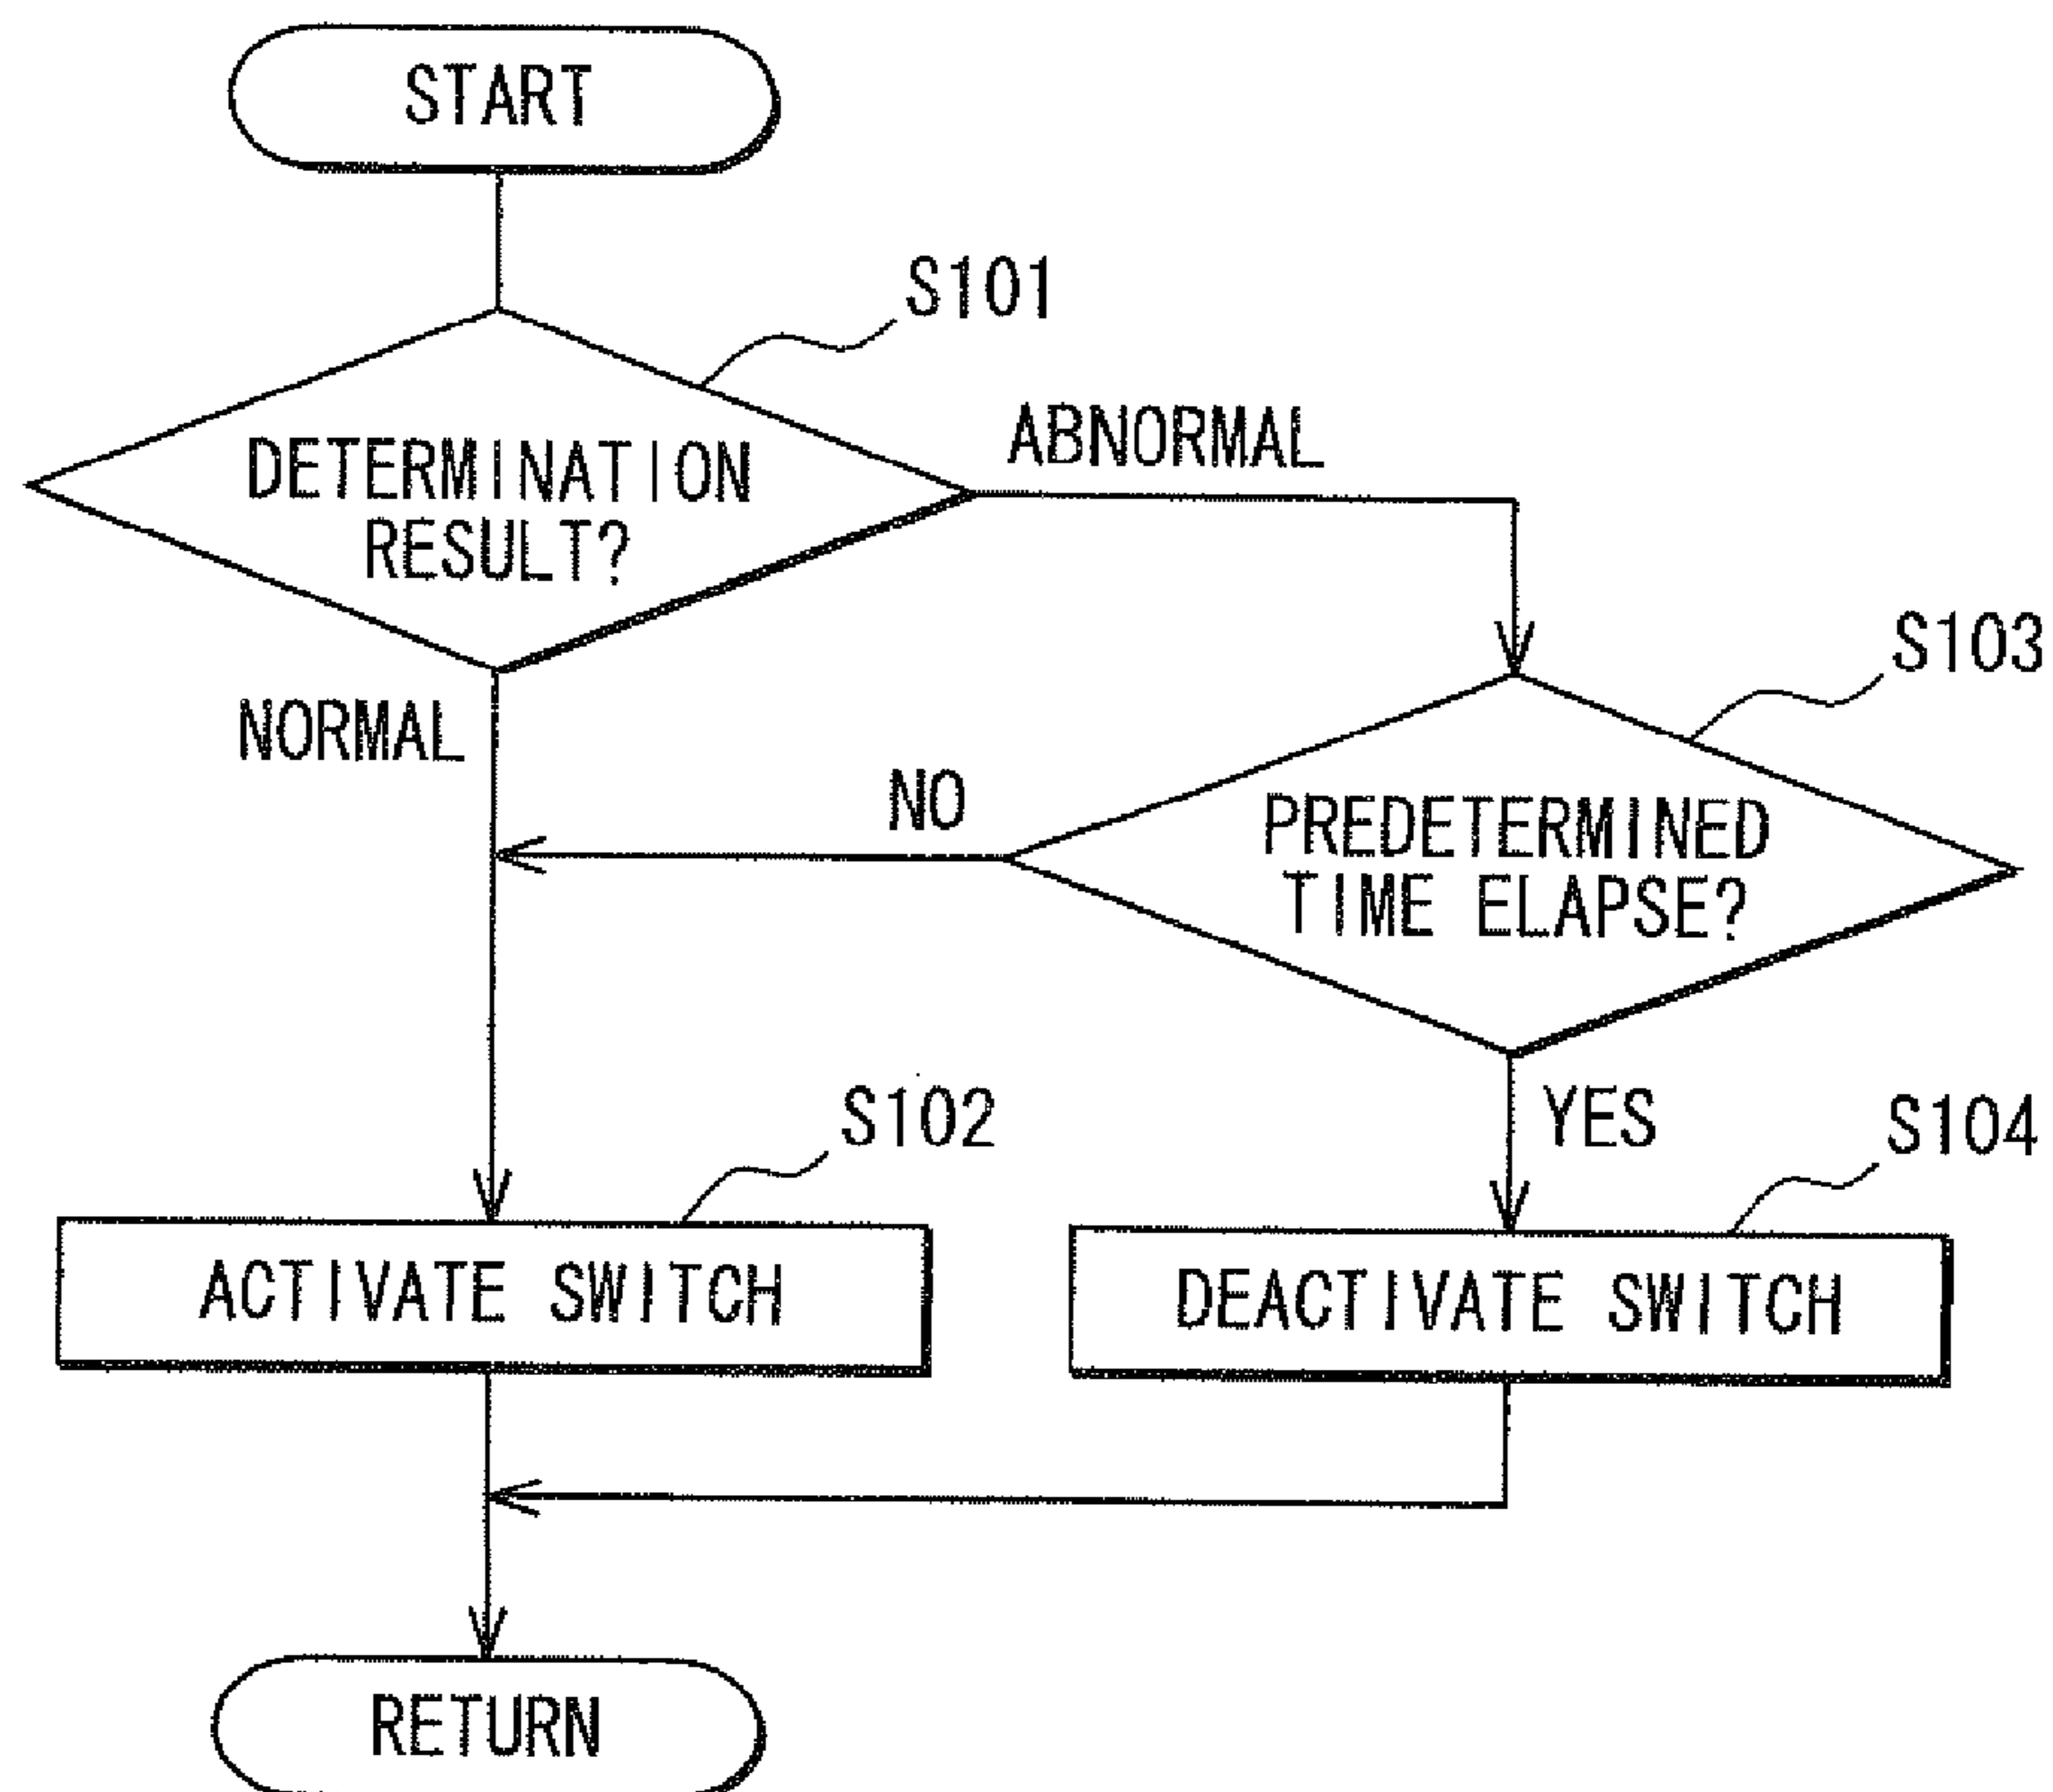 START
S101
DETERMINATION
RESULT?
ABNORMAL
NORMAL
S103
NO
PREDETERMINED
TIME ELAPSE?
YES
S102
S104
ACTIVATE SWITCH
DEACTIVATE SWITCH
RETURN